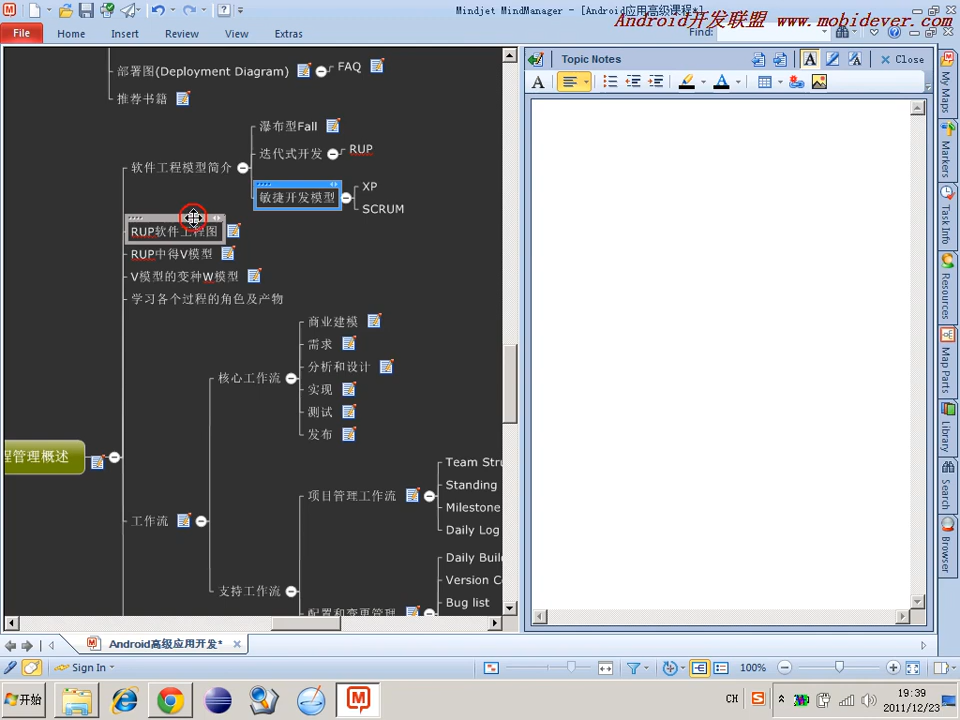 Mindjet MindManager - [Android应用高级课程*]
Android开发联盟 www.mobidever.com
File Home Insert Review View Extras Find:
部署图(Deployment Diagram) FAQ
推荐书籍
瀑布型Fall
软件工程模型简介 迭代式开发 RUP
敏捷开发模型 XP
SCRUM
RUP软件工程图
RUP中得V模型
V模型的变种W模型
学习各个过程的角色及产物
商业建模
需求
分析和设计
核心工作流
实现
测试
发布
程管理概述
Team Stru
Standing
项目管理工作流
Milestone
工作流
Daily Log
Daily Buil
Version Co
支持工作流
Bug list
配置和变更管理
Topic Notes Close
My Maps
Markers
Task Info
Resources
Map Parts
Library
Search
Browser
Android高级应用开发*
Sign In 100%
开始 CH 19:39
2011/12/23